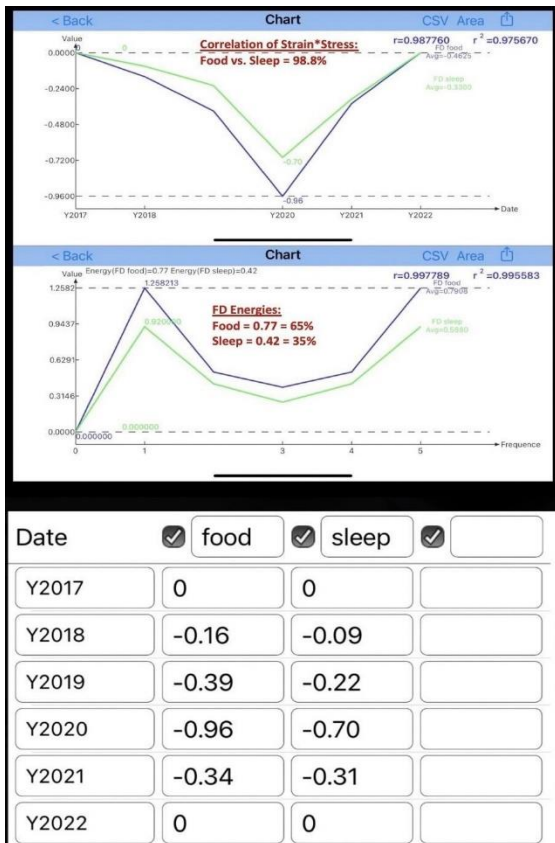 < Back Chart CSV Area
Value
Correlation of Strain*Stress:
Food vs. Sleep = 98.8%
r=0.987760 r²=0.975670
FD food
Avg=-0.4625
FD sleep
Avg=-0.3300
0.0000
0
0
-0.2400
-0.4800
-0.7200
-0.9600
-0.70
-0.96
Y2017 Y2018 Y2020 Y2021 Y2022
Date
< Back Chart CSV Area
Value Energy(FD food)=0.77 Energy(FD sleep)=0.42
r=0.997789 r²=0.995583
FD food
Avg=0.7908
FD sleep
1.2582
1.258213
FD Energies:
Food = 0.77 = 65%
Sleep = 0.42 = 35%
0.9437
0.920000
0.6291
0.3146
0.0000
0.000000
0.000000
0 1 3 4 5
Frequence
Date food sleep
Y2017 0 0
Y2018 -0.16 -0.09
Y2019 -0.39 -0.22
Y2020 -0.96 -0.70
Y2021 -0.34 -0.31
Y2022 0 0